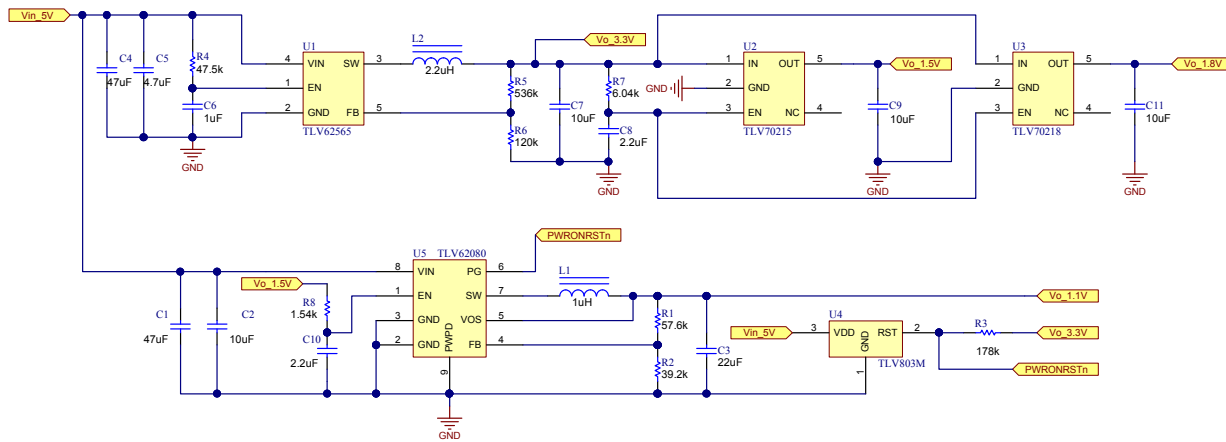 Vin_5V
C4
47uF
C5
4.7uF
R4
47.5k
C6
1uF
GND
U1
4 VIN SW 3
1 EN
2 GND FB 5
TLV62565
L2
2.2uH
R5
536k
R6
120k
Vo_3.3V
C7
10uF
R7
6.04k
C8
2.2uF
GND
GND
U2
1 IN OUT 5
2 GND
3 EN NC 4
TLV70215
Vo_1.5V
C9
10uF
GND
U3
1 IN OUT 5
2 GND
3 EN NC 4
TLV70218
Vo_1.8V
C11
10uF
GND
C1
47uF
C2
10uF
Vo_1.5V
R8
1.54k
C10
2.2uF
U5 TLV62080
8 VIN PG 6
1 EN SW 7
3 GND VOS 5
2 GND FB 4
PWPD
9
GND
PWRONRSTn
L1
1uH
R1
57.6k
R2
39.2k
C3
22uF
Vo_1.1V
Vin_5V
U4
3 VDD RST 2
GND
1
TLV803M
R3
178k
Vo_3.3V
PWRONRSTn